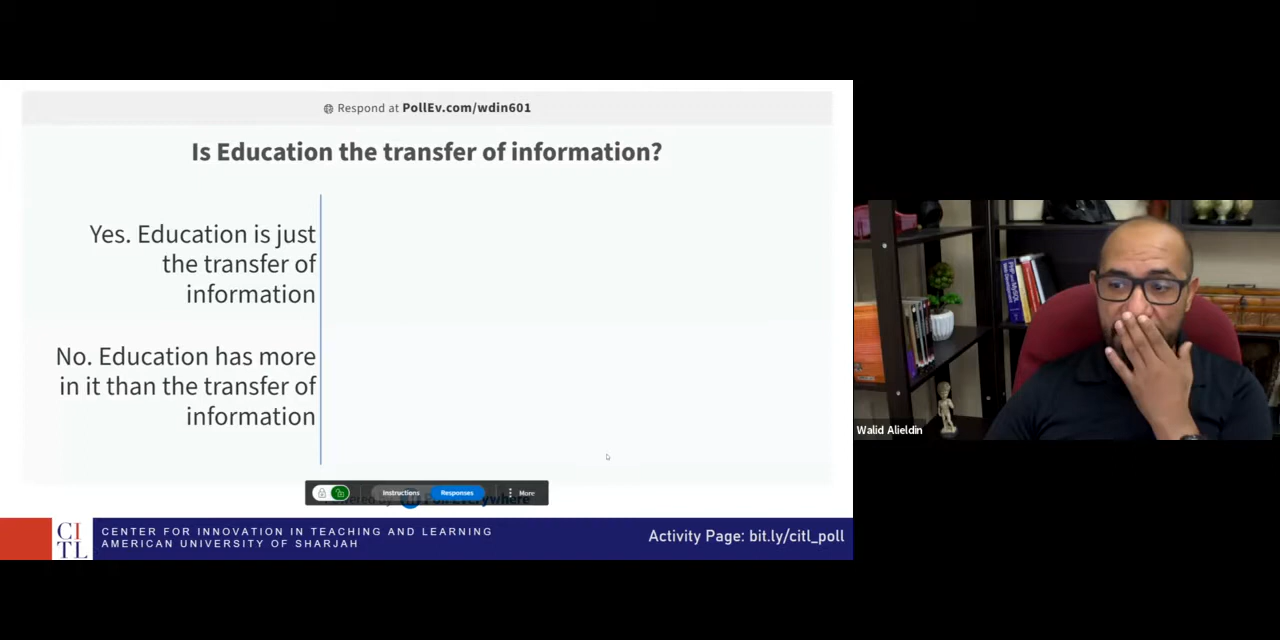 Respond at PollEv.com/wdin601
Is Education the transfer of information?
Yes. Education is just
the transfer of
information
No. Education has more
in it than the transfer of
information
Instructions
Responses
More
CI
TL
CENTER FOR INNOVATION IN TEACHING AND LEARNING
AMERICAN UNIVERSITY OF SHARJAH
Activity Page: bit.ly/citl_poll
Walid Alieldin